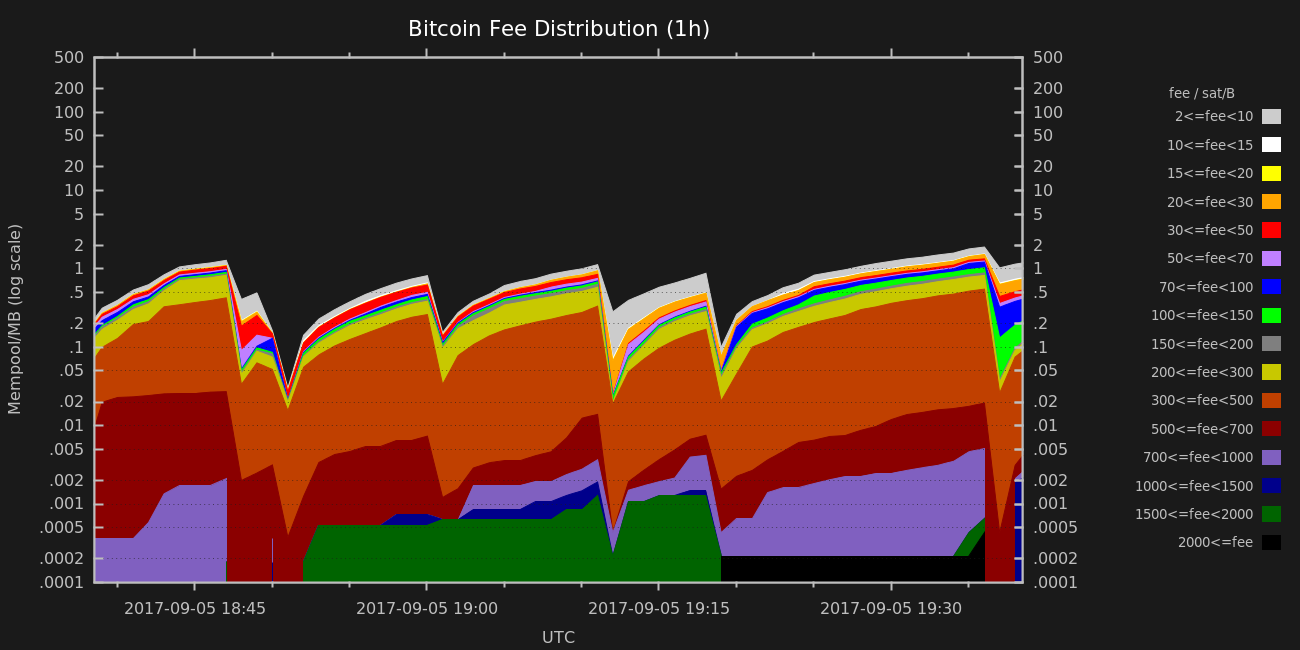 Bitcoin Fee Distribution (1h)
500
200
100
50
20
10
5
2
1
.5
.2
.1
.05
.02
.01
.005
.002
.001
.0005
.0002
.0001
Mempool/MB (log scale)
500
200
100
50
20
10
5
2
1
.5
.2
.1
.05
.02
.01
.005
.002
.001
.0005
.0002
.0001
2017-09-05 18:45
2017-09-05 19:00
2017-09-05 19:15
2017-09-05 19:30
UTC
fee / sat/B
2<=fee<10
10<=fee<15
15<=fee<20
20<=fee<30
30<=fee<50
50<=fee<70
70<=fee<100
100<=fee<150
150<=fee<200
200<=fee<300
300<=fee<500
500<=fee<700
700<=fee<1000
1000<=fee<1500
1500<=fee<2000
2000<=fee